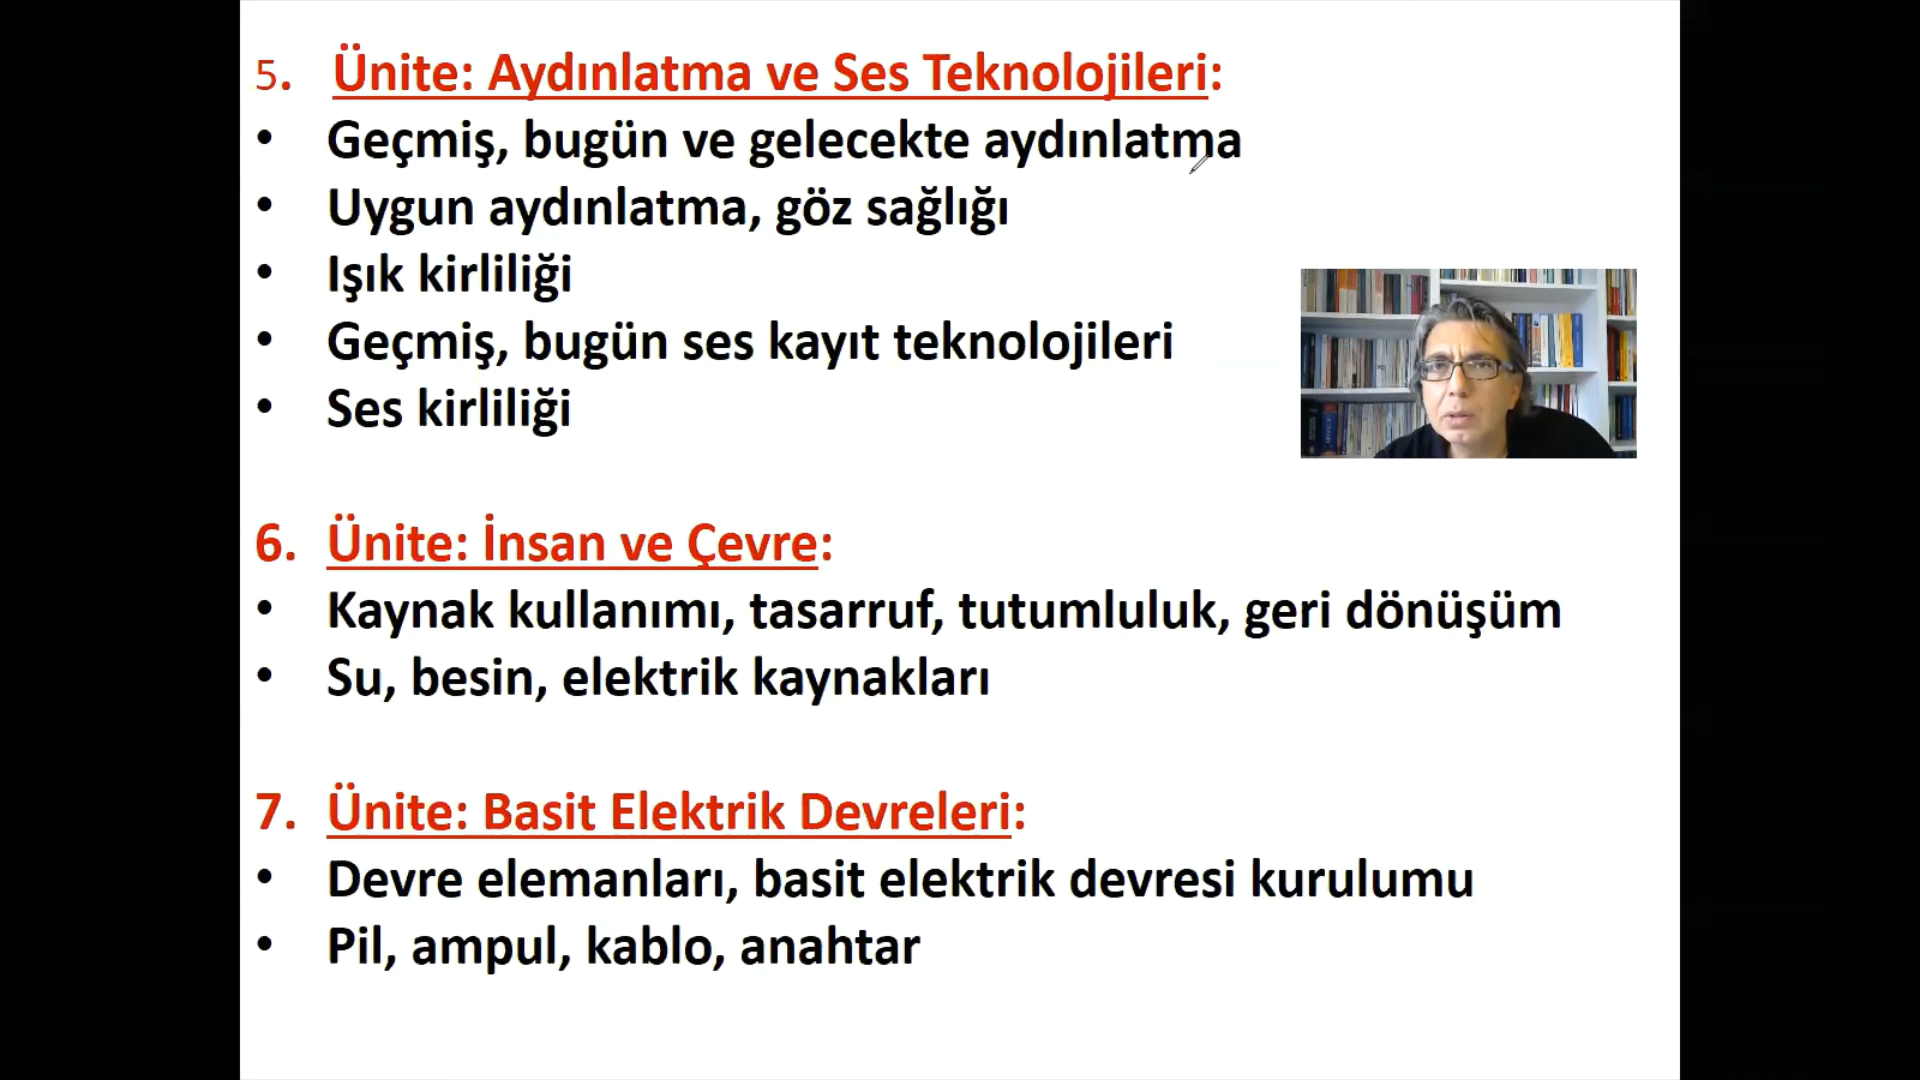 5. Ünite: Aydınlatma ve Ses Teknolojileri:
• Geçmiş, bugün ve gelecekte aydınlatma
• Uygun aydınlatma, göz sağlığı
• Işık kirliliği
• Geçmiş, bugün ses kayıt teknolojileri
• Ses kirliliği
6. Ünite: İnsan ve Çevre:
• Kaynak kullanımı, tasarruf, tutumluluk, geri dönüşüm
• Su, besin, elektrik kaynakları
7. Ünite: Basit Elektrik Devreleri:
• Devre elemanları, basit elektrik devresi kurulumu
• Pil, ampul, kablo, anahtar